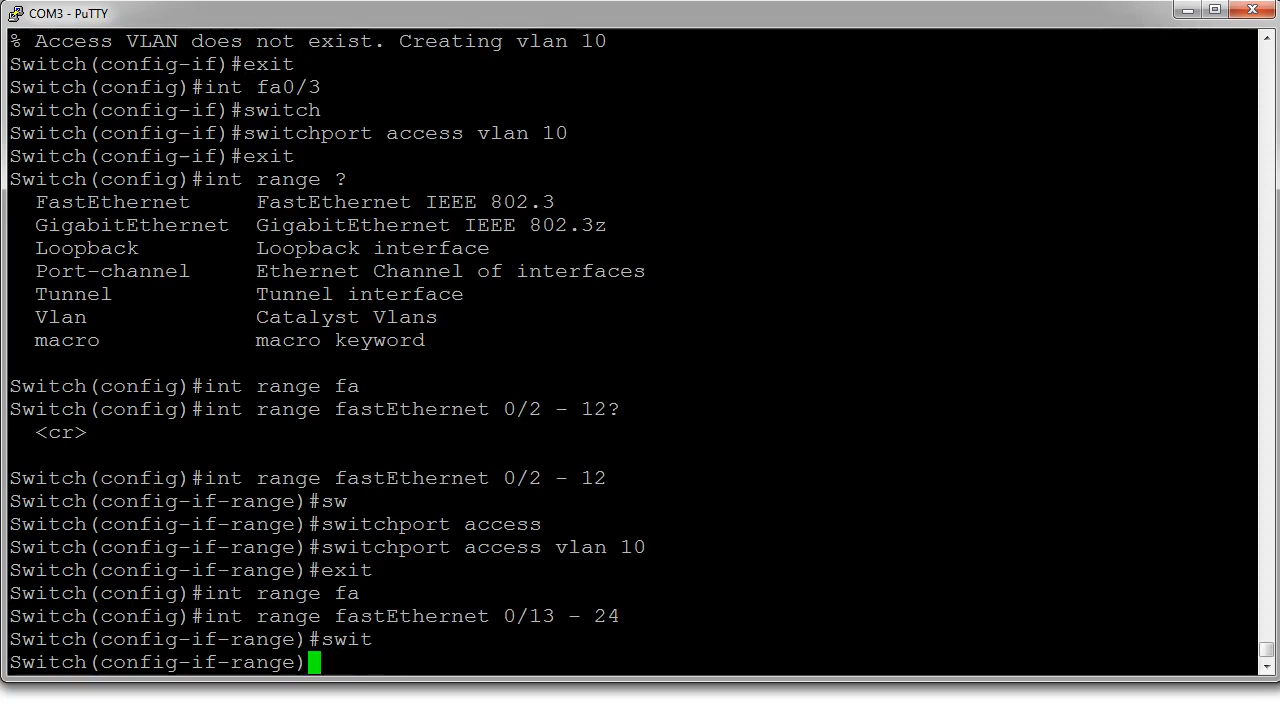 COM3 - PuTTY
% Access VLAN does not exist. Creating vlan 10
Switch(config-if)#exit
Switch(config)#int fa0/3
Switch(config-if)#switch
Switch(config-if)#switchport access vlan 10
Switch(config-if)#exit
Switch(config)#int range ?
FastEthernet FastEthernet IEEE 802.3
GigabitEthernet GigabitEthernet IEEE 802.3z
Loopback Loopback interface
Port-channel Ethernet Channel of interfaces
Tunnel Tunnel interface
Vlan Catalyst Vlans
macro macro keyword
Switch(config)#int range fa
Switch(config)#int range fastEthernet 0/2 - 12?
<cr>
Switch(config)#int range fastEthernet 0/2 - 12
Switch(config-if-range)#sw
Switch(config-if-range)#switchport access
Switch(config-if-range)#switchport access vlan 10
Switch(config-if-range)#exit
Switch(config)#int range fa
Switch(config)#int range fastEthernet 0/13 - 24
Switch(config-if-range)#swit
Switch(config-if-range)